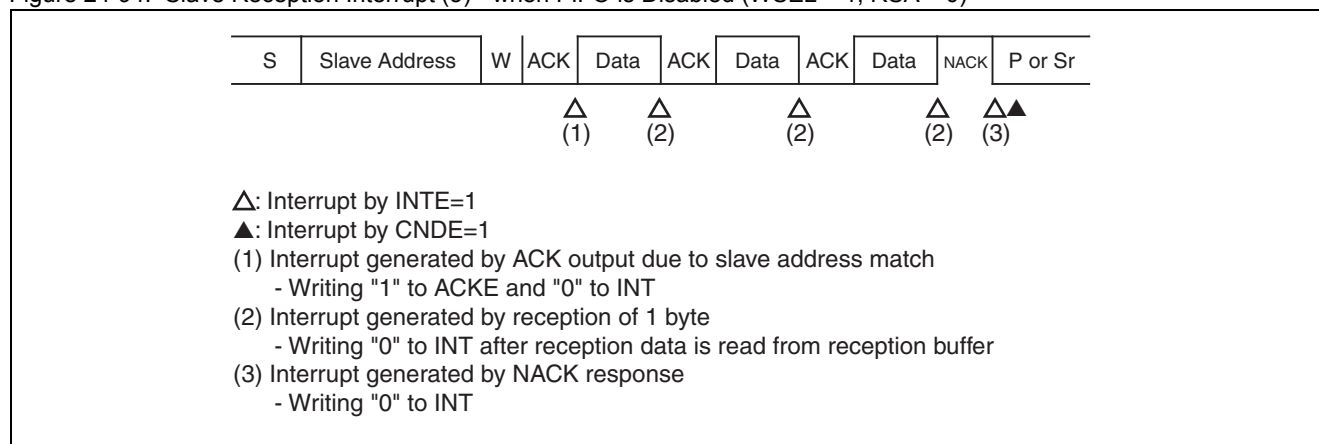 S Slave Address W ACK Data ACK Data ACK Data NACK P or Sr
△ △ △ △ △▲
(1) (2) (2) (2) (3)
△: Interrupt by INTE=1
▲: Interrupt by CNDE=1
(1) Interrupt generated by ACK output due to slave address match
- Writing "1" to ACKE and "0" to INT
(2) Interrupt generated by reception of 1 byte
- Writing "0" to INT after reception data is read from reception buffer
(3) Interrupt generated by NACK response
- Writing "0" to INT